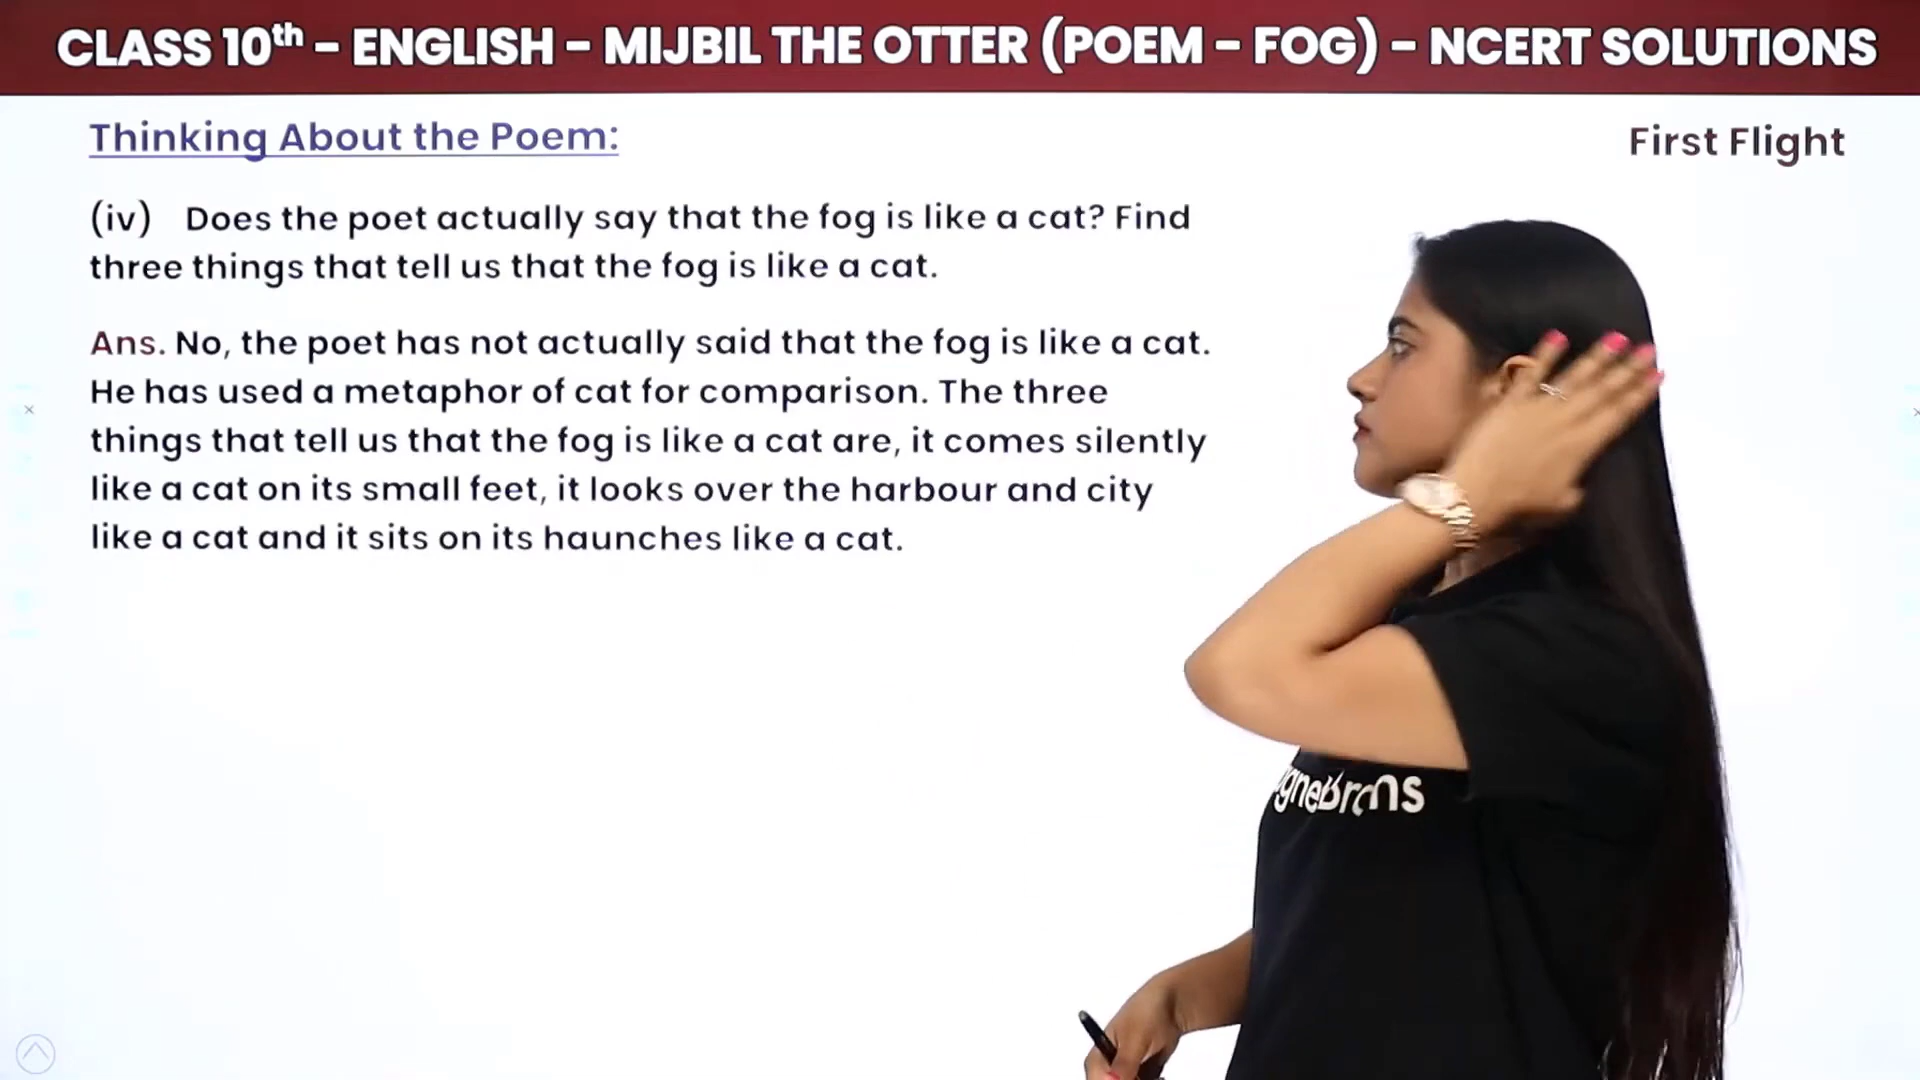 CLASS 10th – ENGLISH – MIJBIL THE OTTER (POEM – FOG) – NCERT SOLUTIONS
Thinking About the Poem:
First Flight
(iv) Does the poet actually say that the fog is like a cat? Find
three things that tell us that the fog is like a cat.
Ans. No, the poet has not actually said that the fog is like a cat.
He has used a metaphor of cat for comparison. The three
things that tell us that the fog is like a cat are, it comes silently
like a cat on its small feet, it looks over the harbour and city
like a cat and it sits on its haunches like a cat.